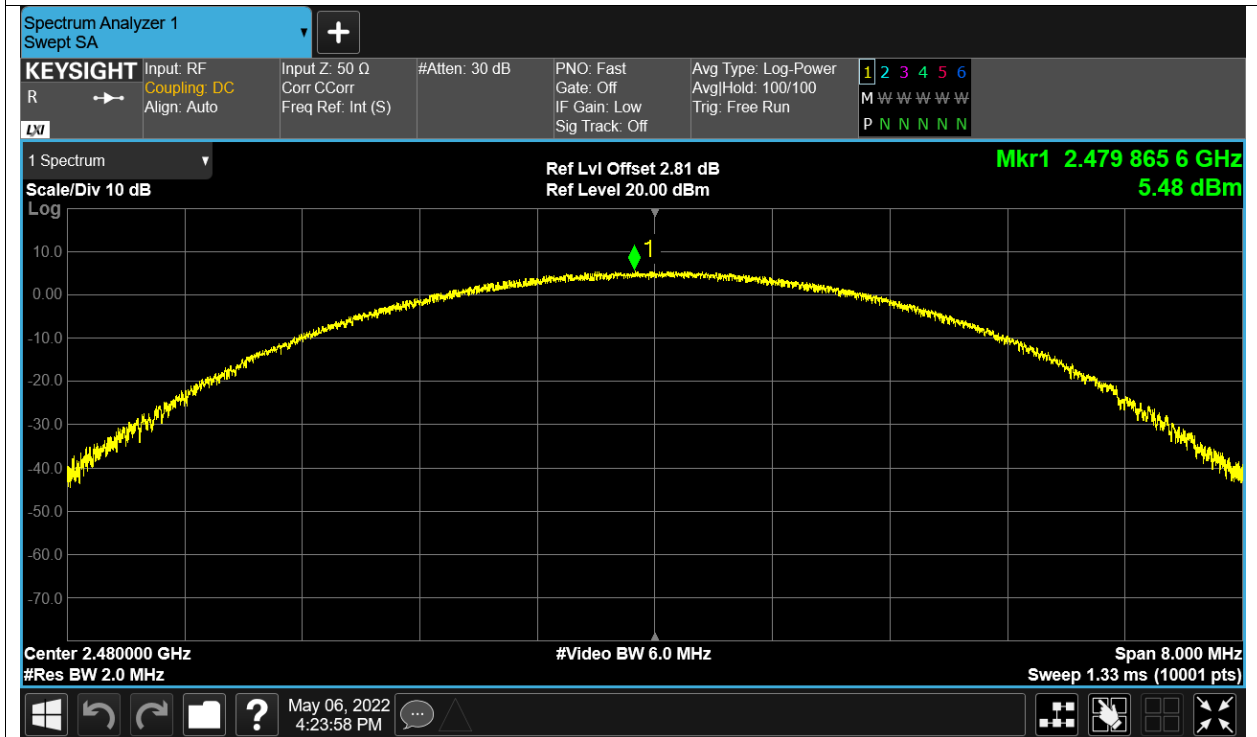 Spectrum Analyzer 1
Swept SA
+
KEYSIGHT
R
LXI
Input: RF
Coupling: DC
Align: Auto
Input Z: 50 Ω
Corr CCorr
Freq Ref: Int (S)
#Atten: 30 dB
PNO: Fast
Gate: Off
IF Gain: Low
Sig Track: Off
Avg Type: Log-Power
Avg|Hold: 100/100
Trig: Free Run
1 2 3 4 5 6
M W W W W W
P N N N N N
1 Spectrum
Scale/Div 10 dB
Ref Lvl Offset 2.81 dB
Ref Level 20.00 dBm
Mkr1 2.479 865 6 GHz
5.48 dBm
Log
10.0
0.00
-10.0
-20.0
-30.0
-40.0
-50.0
-60.0
-70.0
1
Center 2.480000 GHz
#Res BW 2.0 MHz
#Video BW 6.0 MHz
Span 8.000 MHz
Sweep 1.33 ms (10001 pts)
?
May 06, 2022
4:23:58 PM